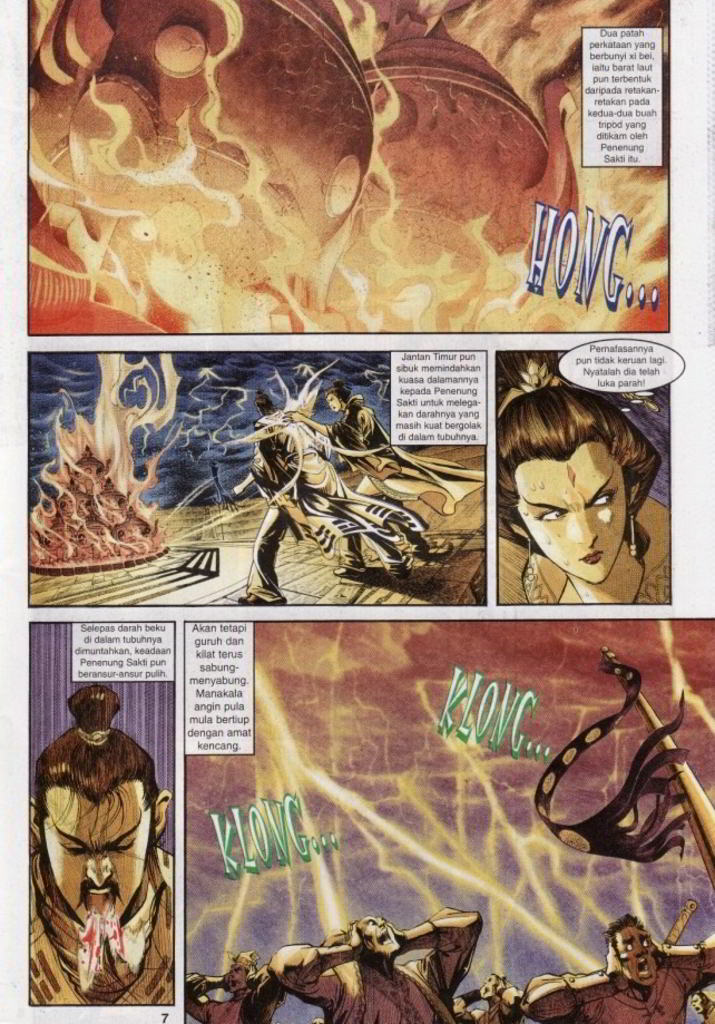 Dua patah
perkataan yang
berbunyi xi bei,
iaitu barat laut
pun terbentuk
daripada retakan-
retakan pada
kedua-dua buah
tripod yang
ditikam oleh
Penenung
Sakti itu.
HONG...
Jantan Timur pun
sibuk memindahkan
kuasa dalamannya
kepada Penenung
Sakti untuk melega-
kan darahnya yang
masih kuat bergolak
di dalam tubuhnya.
Pernafasannya
pun tidak keruan lagi.
Nyatalah dia telah
luka parah!
Selepas darah beku
di dalam tubuhnya
dimuntahkan, keadaan
Penenung Sakti pun
beransur-ansur pulih.
Akan tetapi
guruh dan
kilat terus
sabung-
menyabung.
Manakala
angin pula
mula bertiup
dengan amat
kencang.
KLONG...
KLONG...
7